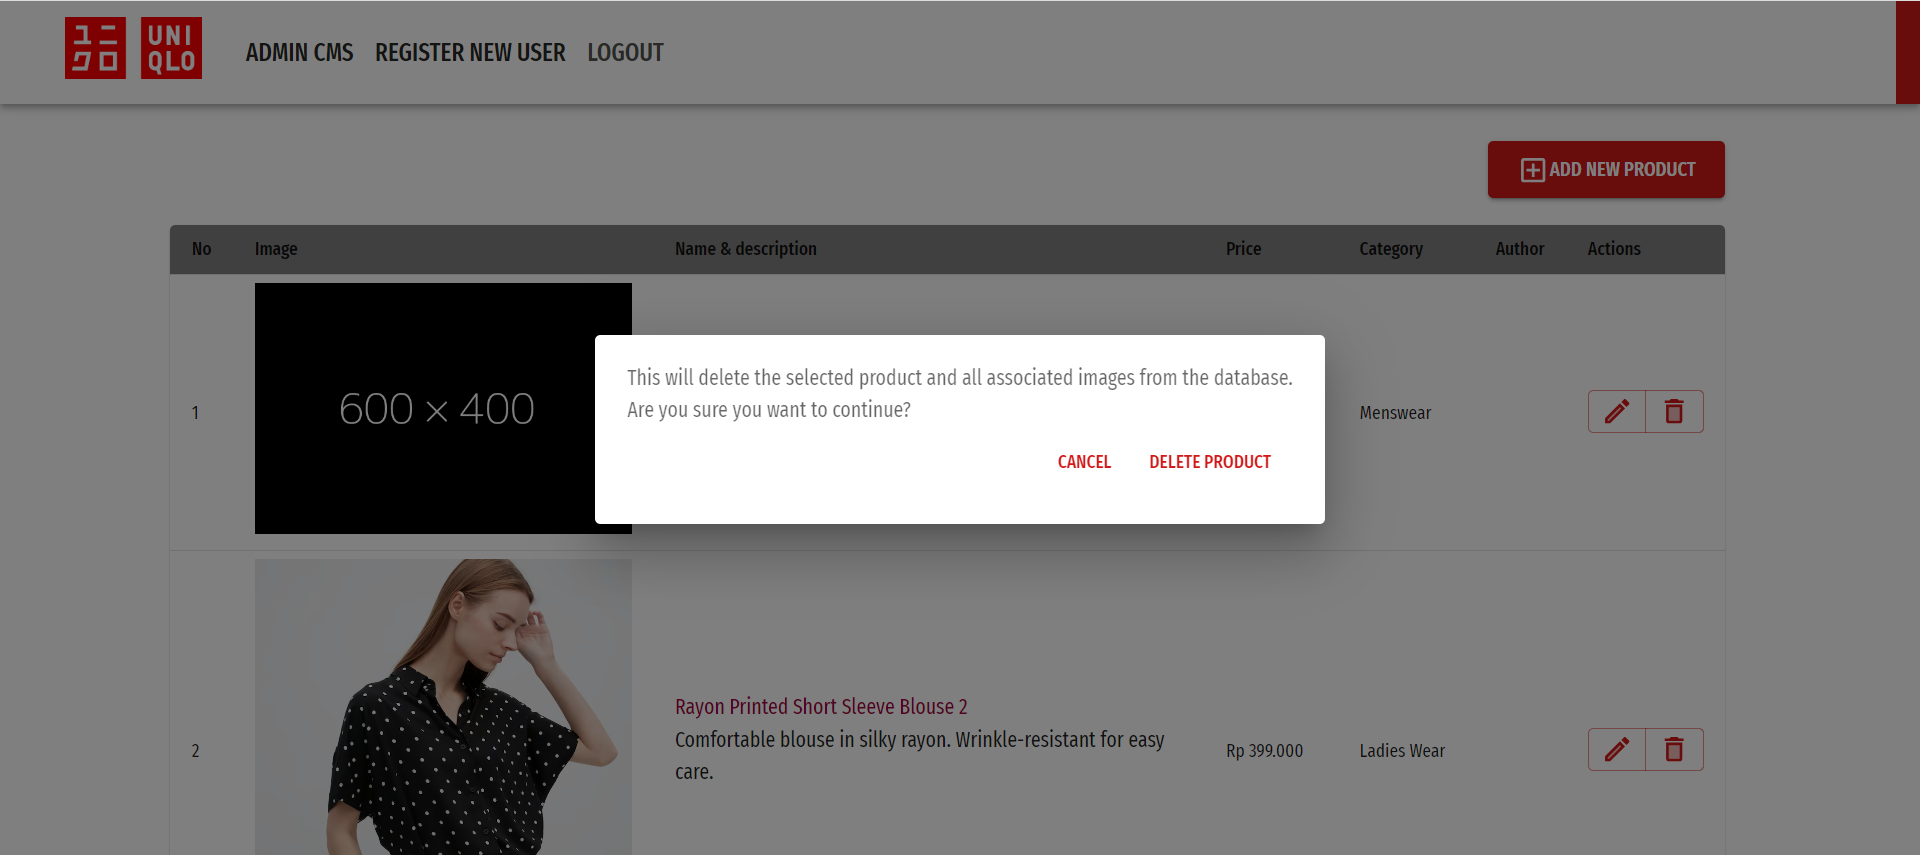 ユニ UNI
クロ QLO
ADMIN CMS REGISTER NEW USER LOGOUT
ADD NEW PRODUCT
No Image Name & description Price Category Author Actions
600 × 400
This will delete the selected product and all associated images from the database.
Are you sure you want to continue?
1 Menswear
CANCEL DELETE PRODUCT
Rayon Printed Short Sleeve Blouse 2
Comfortable blouse in silky rayon. Wrinkle-resistant for easy
care.
2 Rp 399.000 Ladies Wear